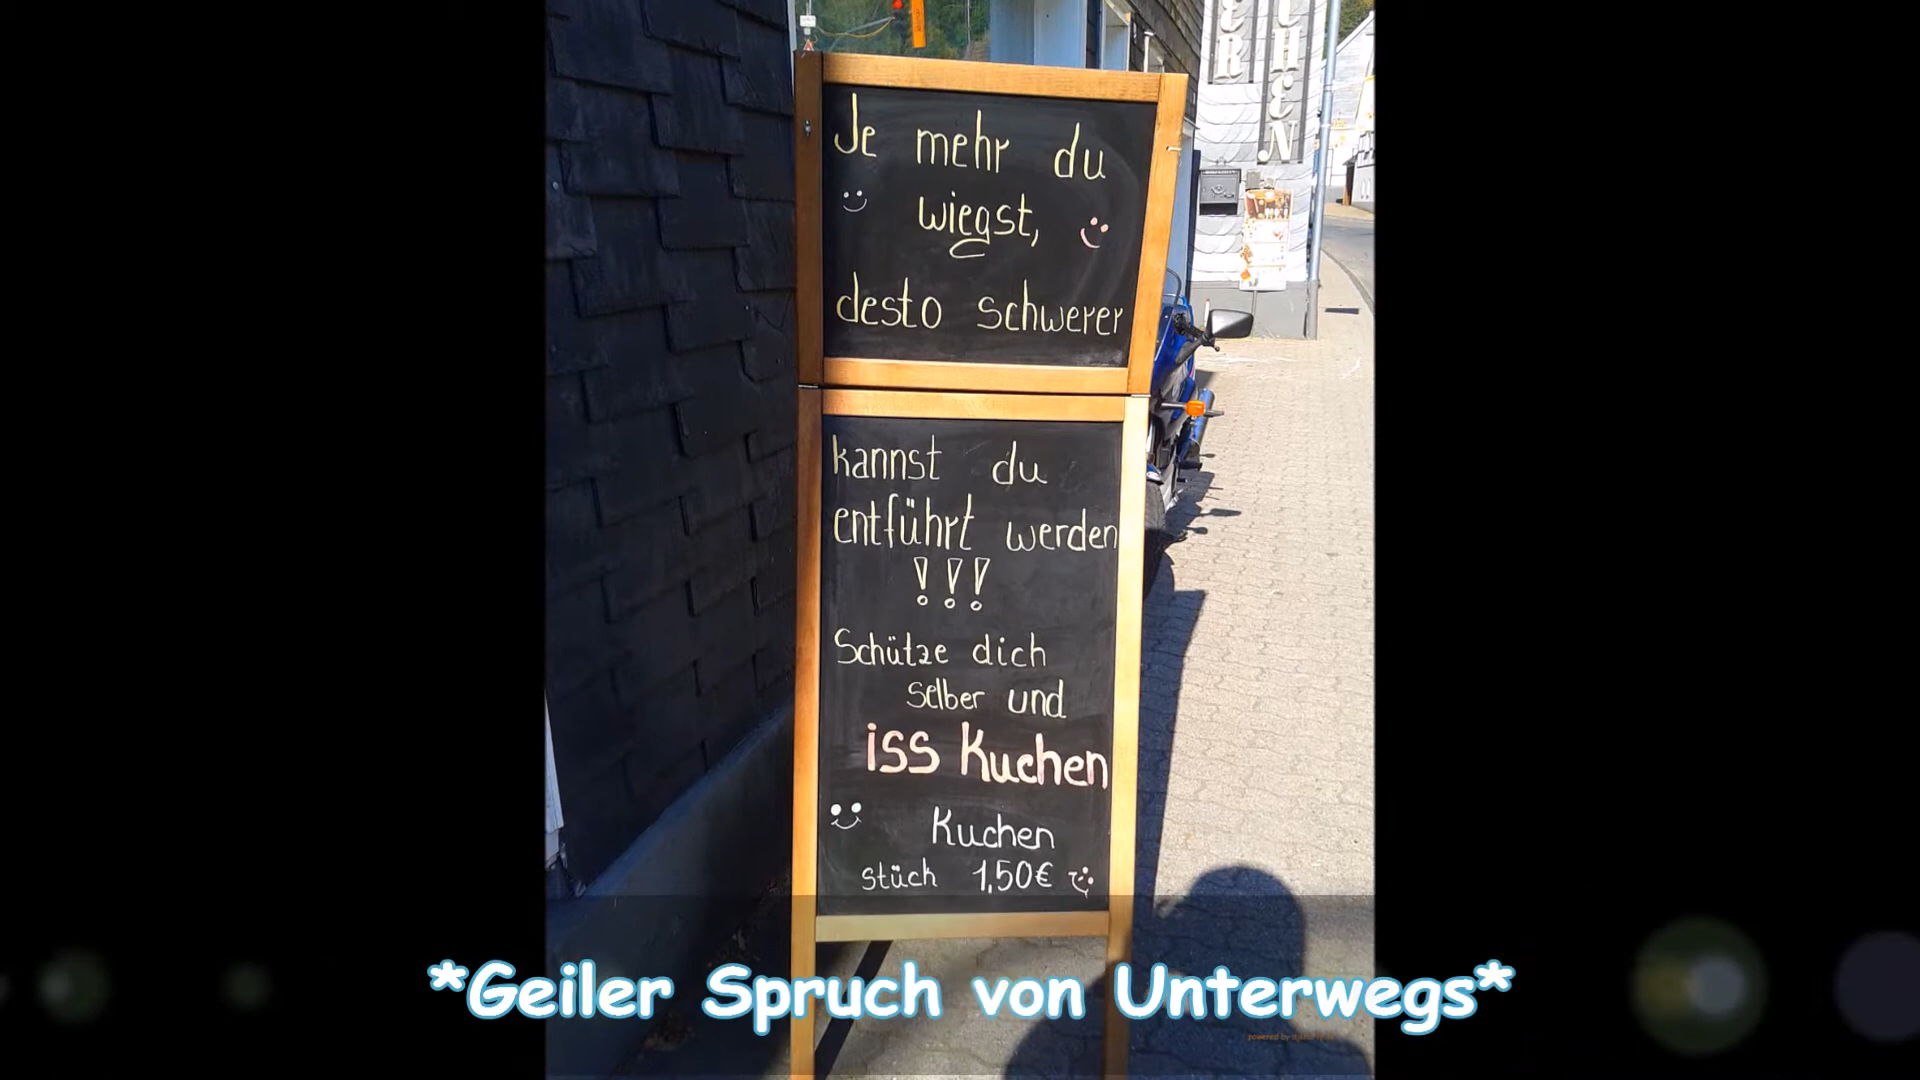 Je mehr du
wiegst,
desto schwerer
kannst du
entführt werden
!!!
Schütze dich
selber und
iss Kuchen
Kuchen
stück 1,50€
*Geiler Spruch von Unterwegs*